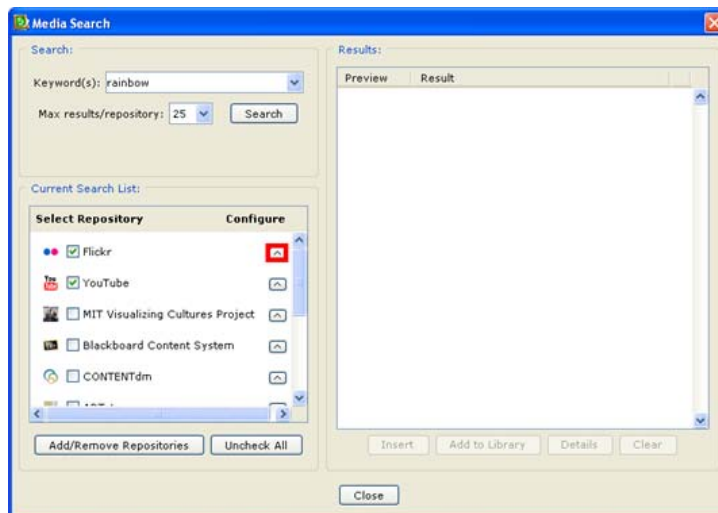 Media Search
Search:
Keyword(s): rainbow
Max results/repository: 25 Search
Current Search List:
Select Repository Configure
Flickr
You Tube YouTube
MIT Visualizing Cultures Project
Blackboard Content System
CONTENTdm
Add/Remove Repositories Uncheck All
Results:
Preview Result
Insert Add to Library Details Clear
Close